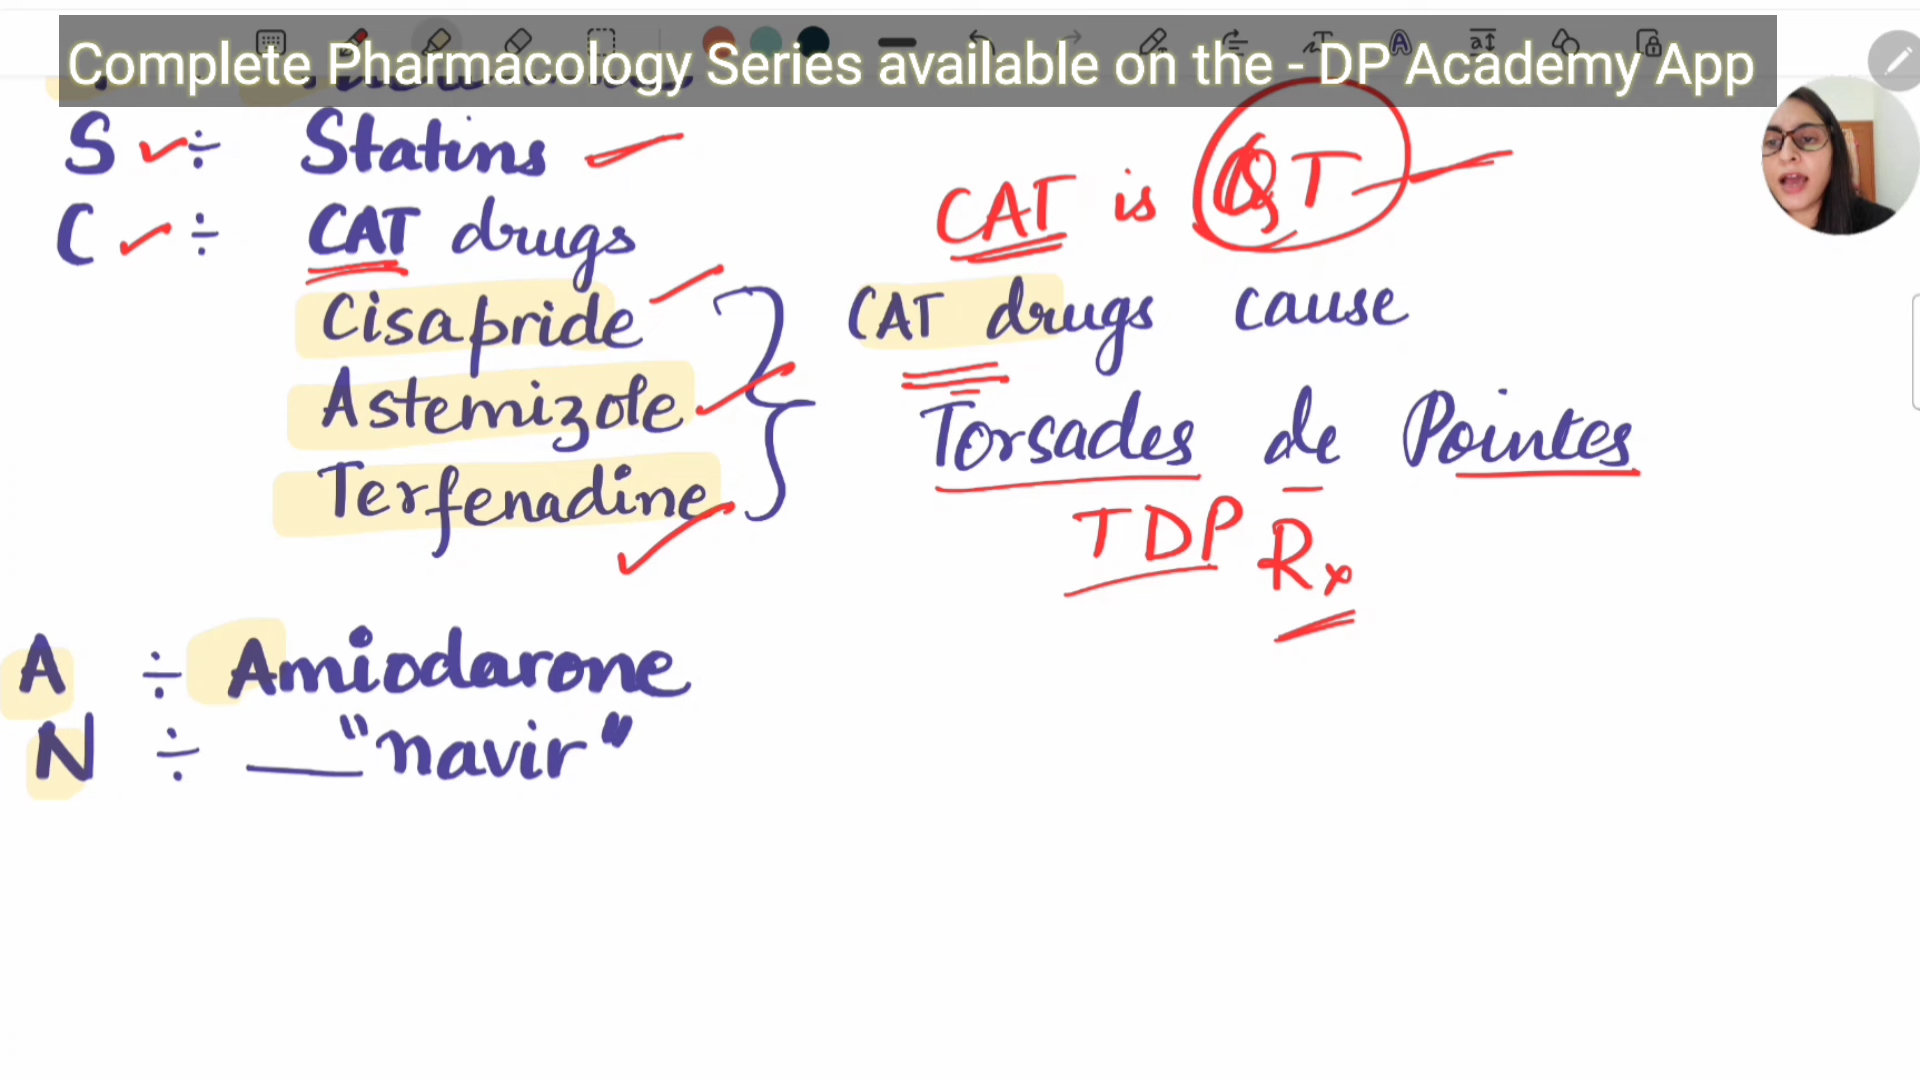 Complete Pharmacology Series available on the - DP Academy App
S ÷ Statins
C ÷ CAT drugs
Cisapride
Astemizole
Terfenadine
CAT is QT
CAT drugs cause
Torsades de Pointes
TDP Rx
A ÷ Amiodarone
N ÷ __"navir"